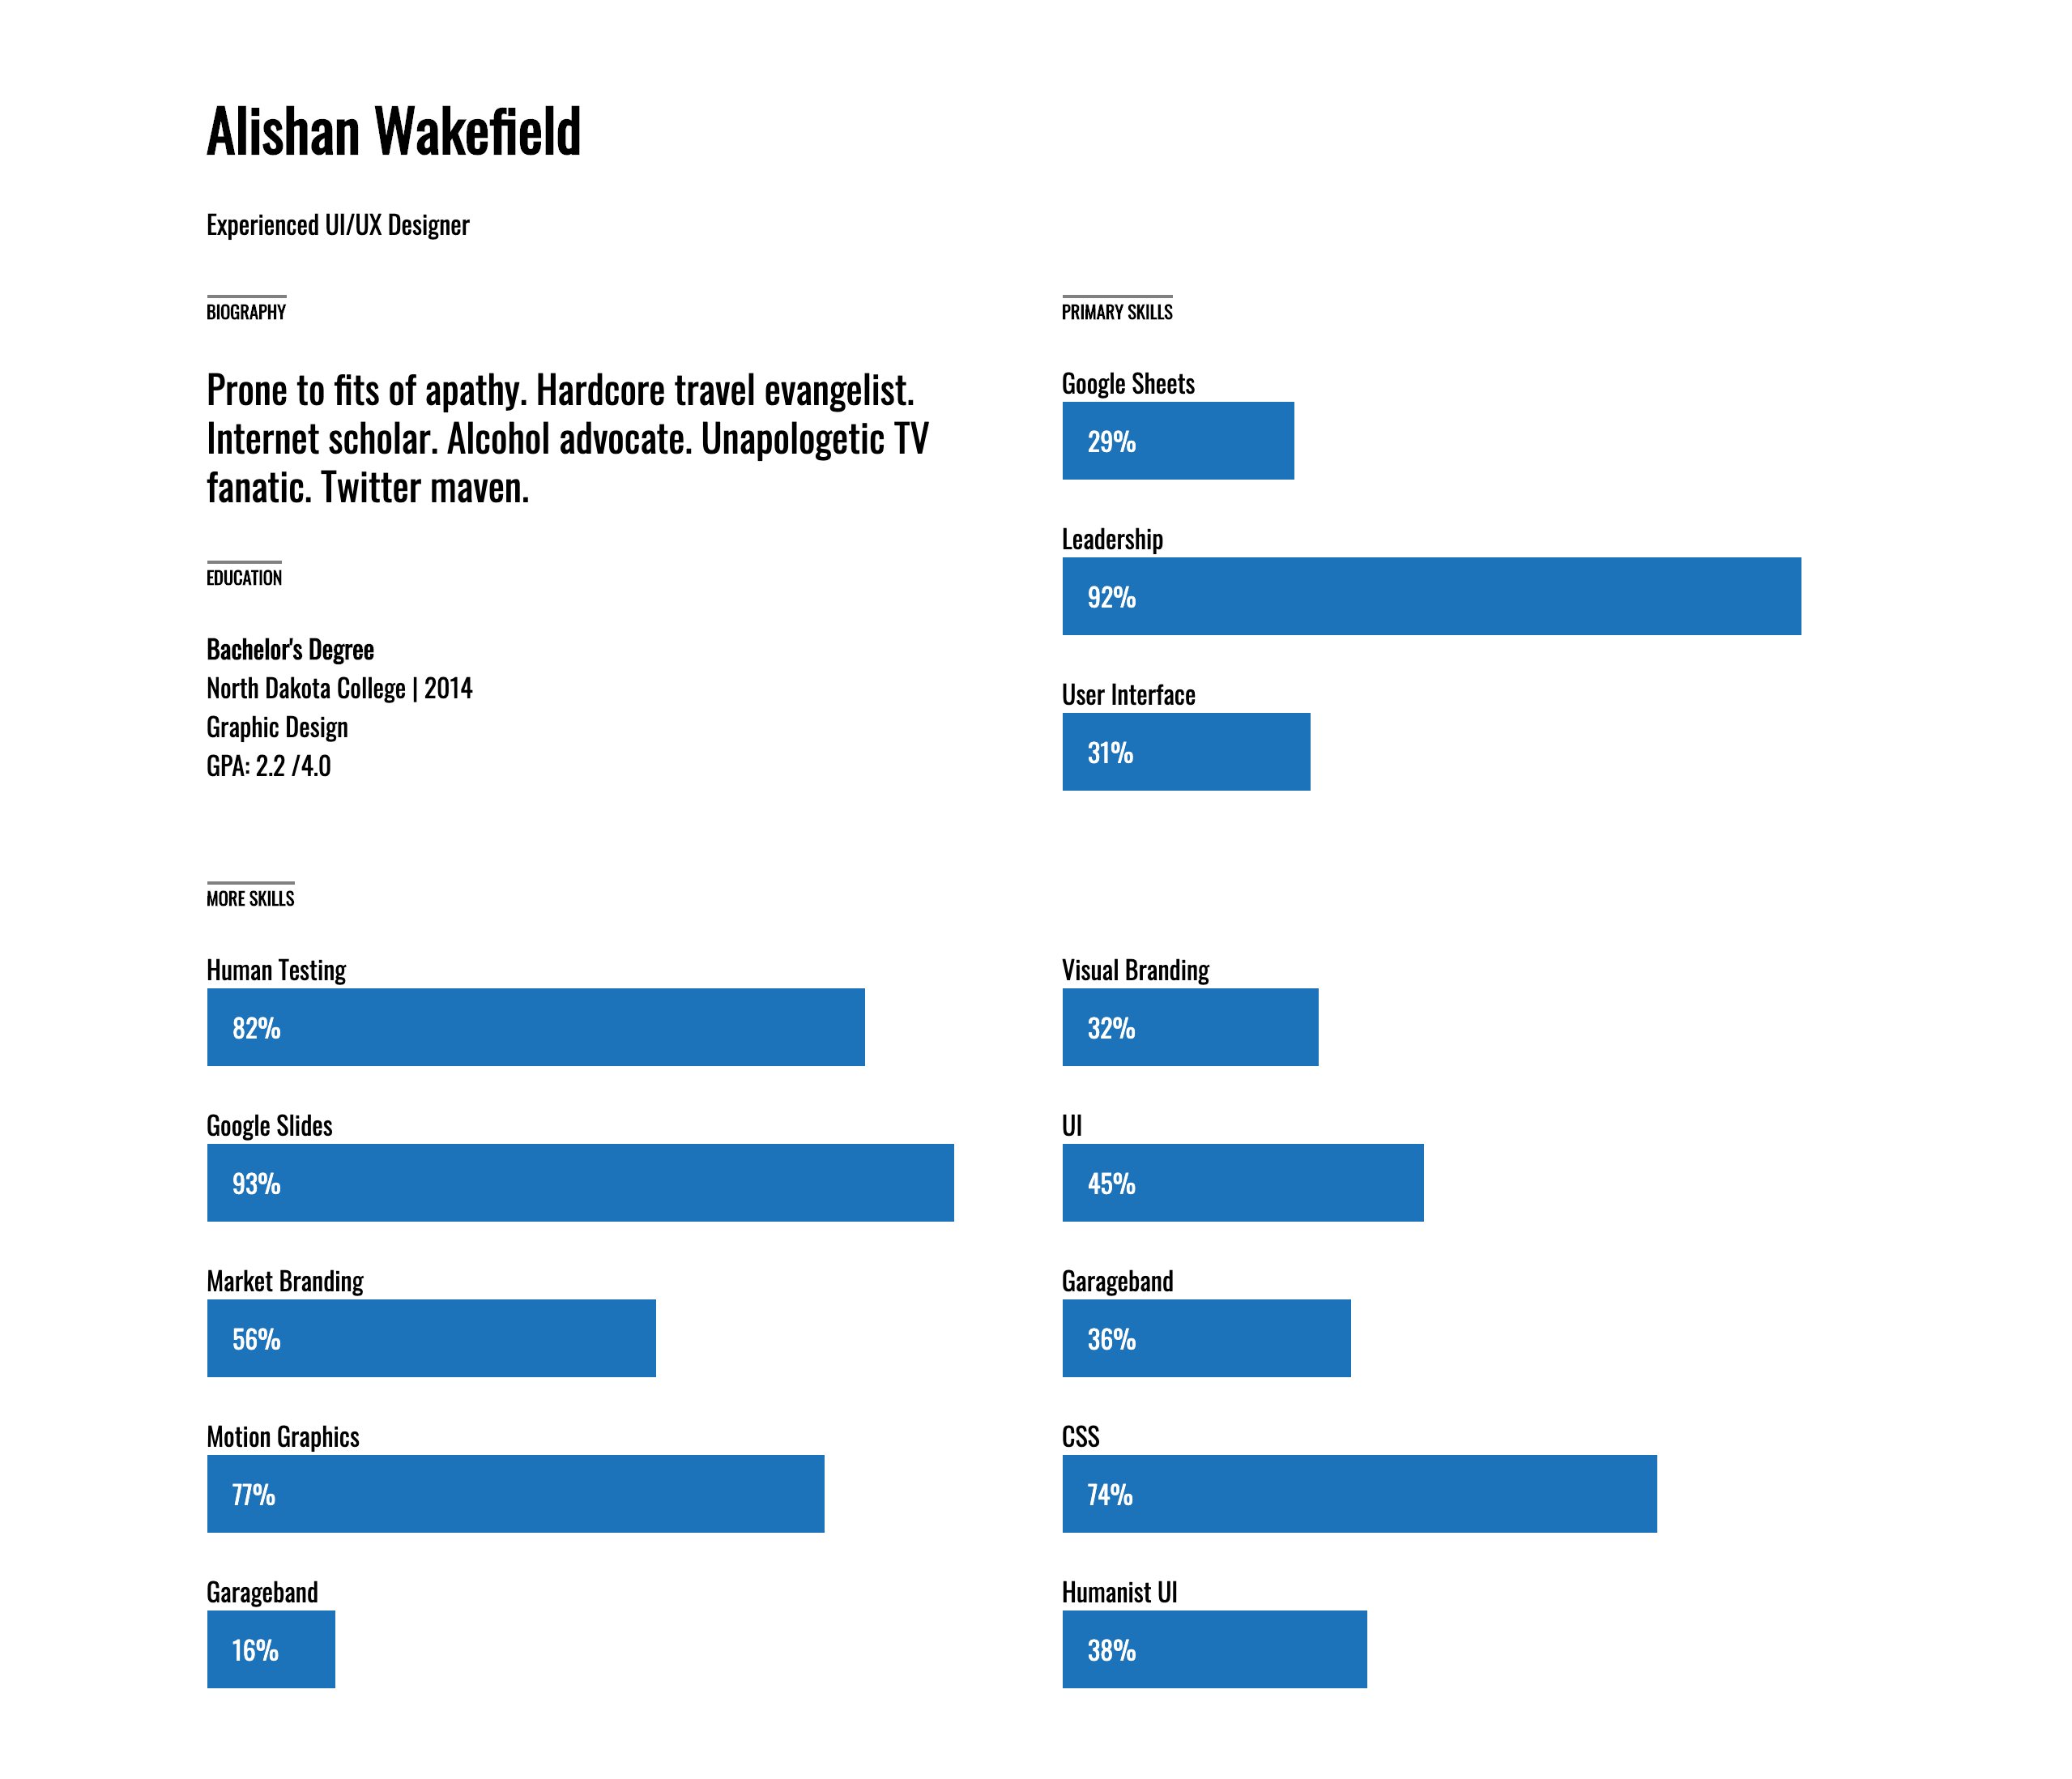 Alishan Wakefield
Experienced UI/UX Designer
BIOGRAPHY
Prone to fits of apathy. Hardcore travel evangelist.
Internet scholar. Alcohol advocate. Unapologetic TV
fanatic. Twitter maven.
EDUCATION
Bachelor's Degree
North Dakota College | 2014
Graphic Design
GPA: 2.2 /4.0
PRIMARY SKILLS
Google Sheets
29%
Leadership
92%
User Interface
31%
MORE SKILLS
Human Testing
82%
Google Slides
93%
Market Branding
56%
Motion Graphics
77%
Garageband
16%
Visual Branding
32%
UI
45%
Garageband
36%
CSS
74%
Humanist UI
38%